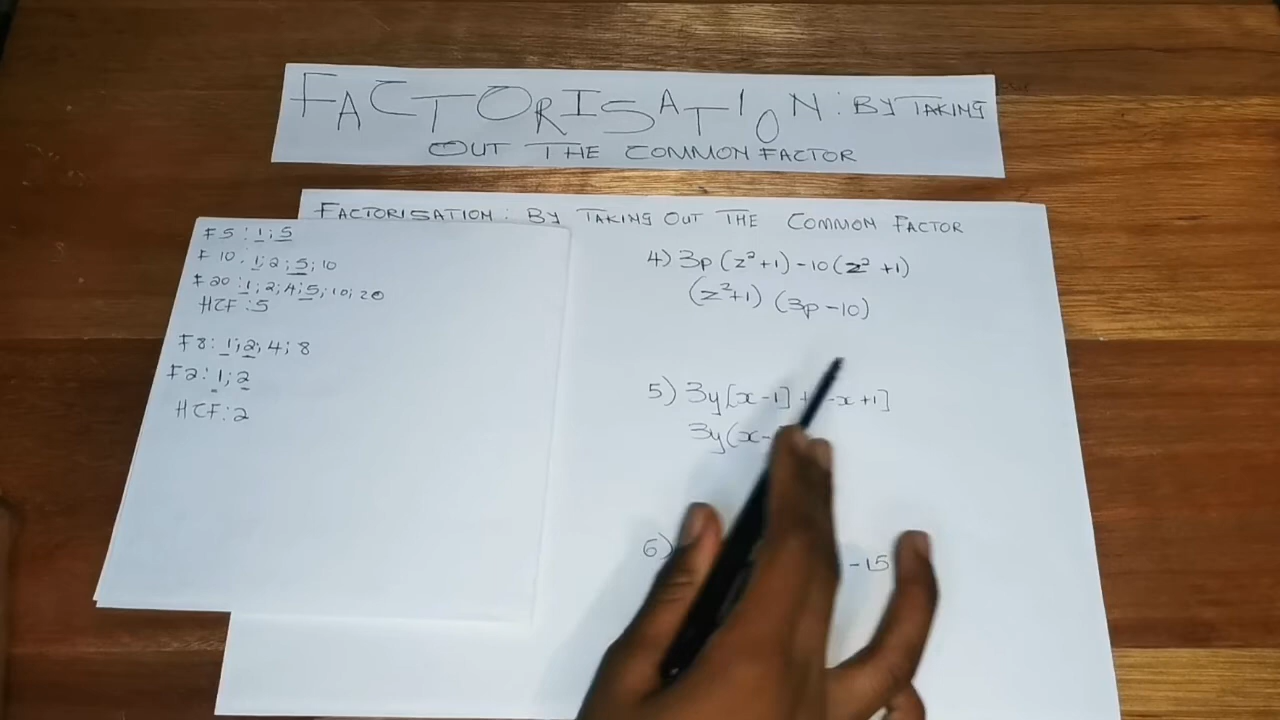 FACTORISATION: BY TAKING
OUT THE COMMON FACTOR
FACTORISATION: BY TAKING OUT THE COMMON FACTOR
F5: 1; 5
F10: 1; 2; 5; 10
F20: 1; 2; 4; 5; 10; 20
HCF: 5
F8: 1; 2; 4; 8
F2: 1; 2
HCF: 2
4) 3p(z²+1) -10(z² +1)
(z²+1) (3p-10)
5) 3y[x-1] + -x +1]
3y(x-
6) -15